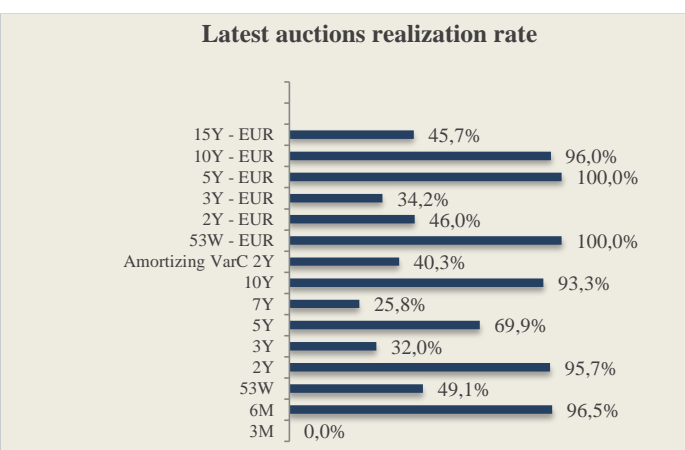 Latest auctions realization rate
15Y - EUR 45,7%
10Y - EUR 96,0%
5Y - EUR 100,0%
3Y - EUR 34,2%
2Y - EUR 46,0%
53W - EUR 100,0%
Amortizing VarC 2Y 40,3%
10Y 93,3%
7Y 25,8%
5Y 69,9%
3Y 32,0%
2Y 95,7%
53W 49,1%
6M 96,5%
3M 0,0%